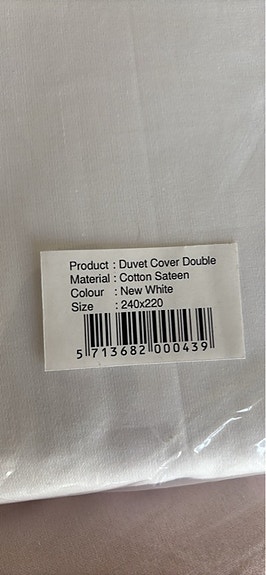 Product : Duvet Cover Double
Material : Cotton Sateen
Colour : New White
Size : 240x220
5 713682 000439